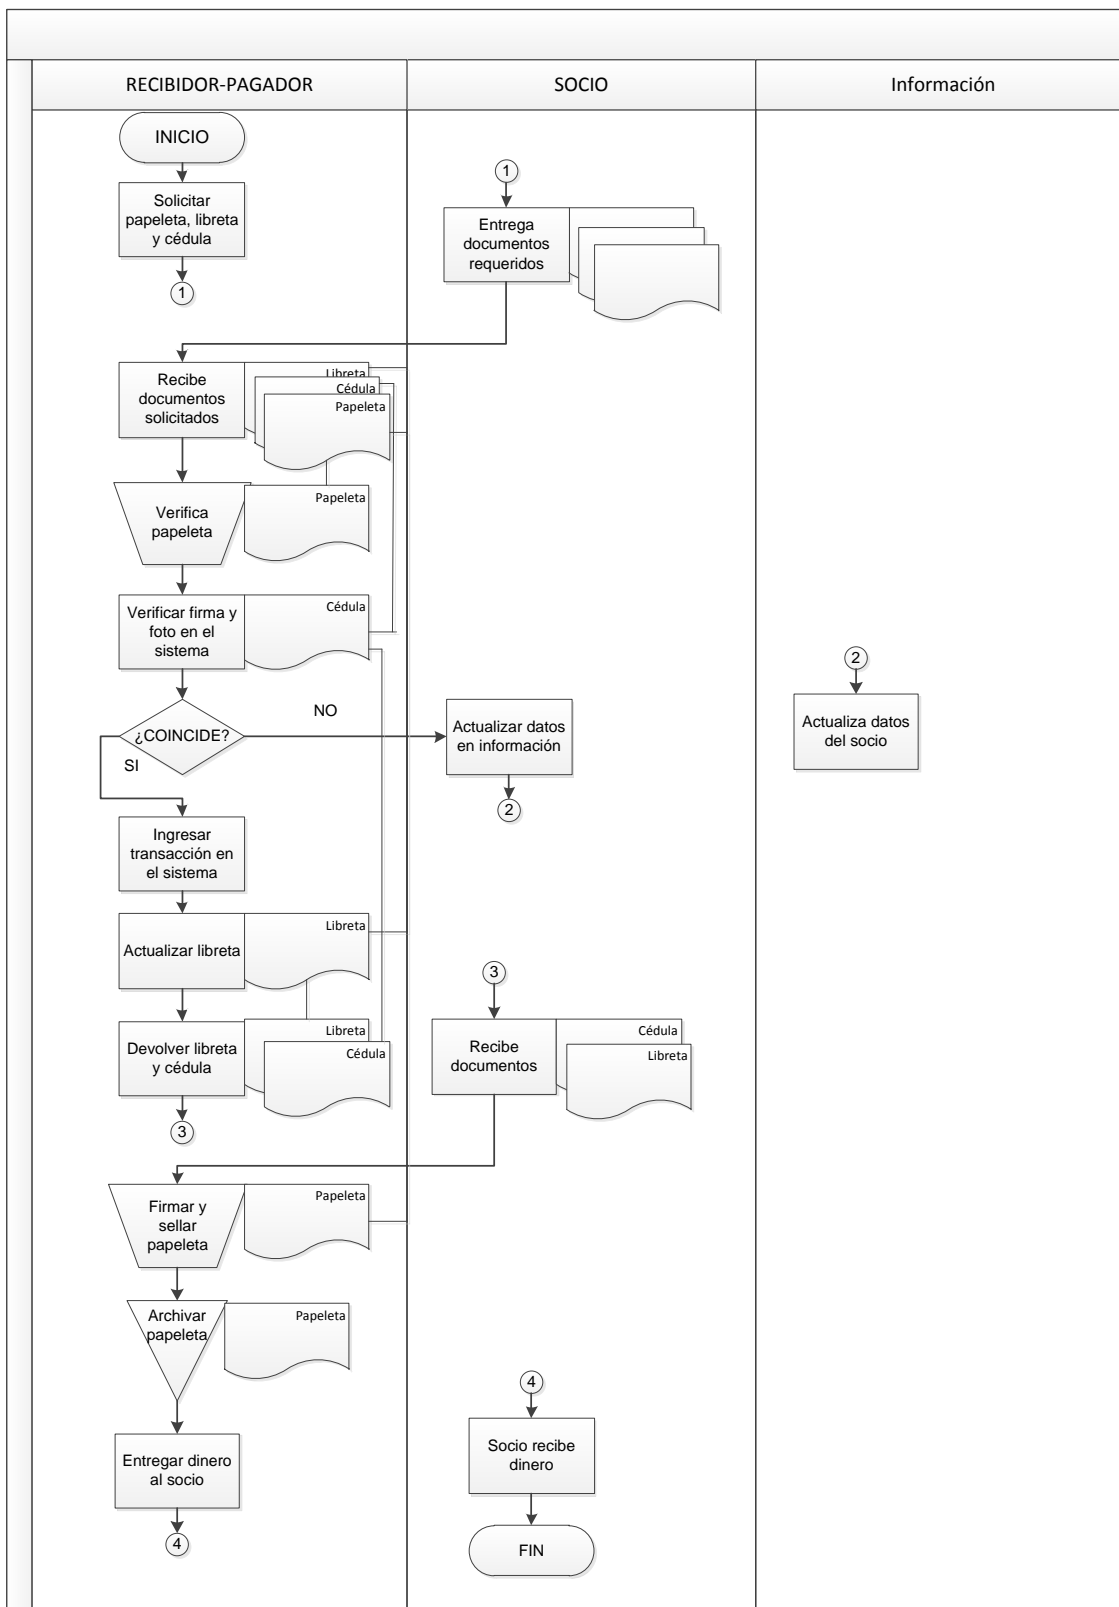 RECIBIDOR-PAGADOR
SOCIO
Información
INICIO
Solicitar
papeleta, libreta
y cédula
1
1
Entrega
documentos
requeridos
Recibe
documentos
solicitados
Libreta
Cédula
Papeleta
Verifica
papeleta
Papeleta
Verificar firma y
foto en el
sistema
Cédula
¿COINCIDE?
NO
SI
Actualizar datos
en información
2
2
Actualiza datos
del socio
Ingresar
transacción en
el sistema
Actualizar libreta
Libreta
Devolver libreta
y cédula
Libreta
Cédula
3
3
Recibe
documentos
Cédula
Libreta
Firmar y
sellar
papeleta
Papeleta
Archivar
papeleta
Papeleta
Entregar dinero
al socio
4
4
Socio recibe
dinero
FIN